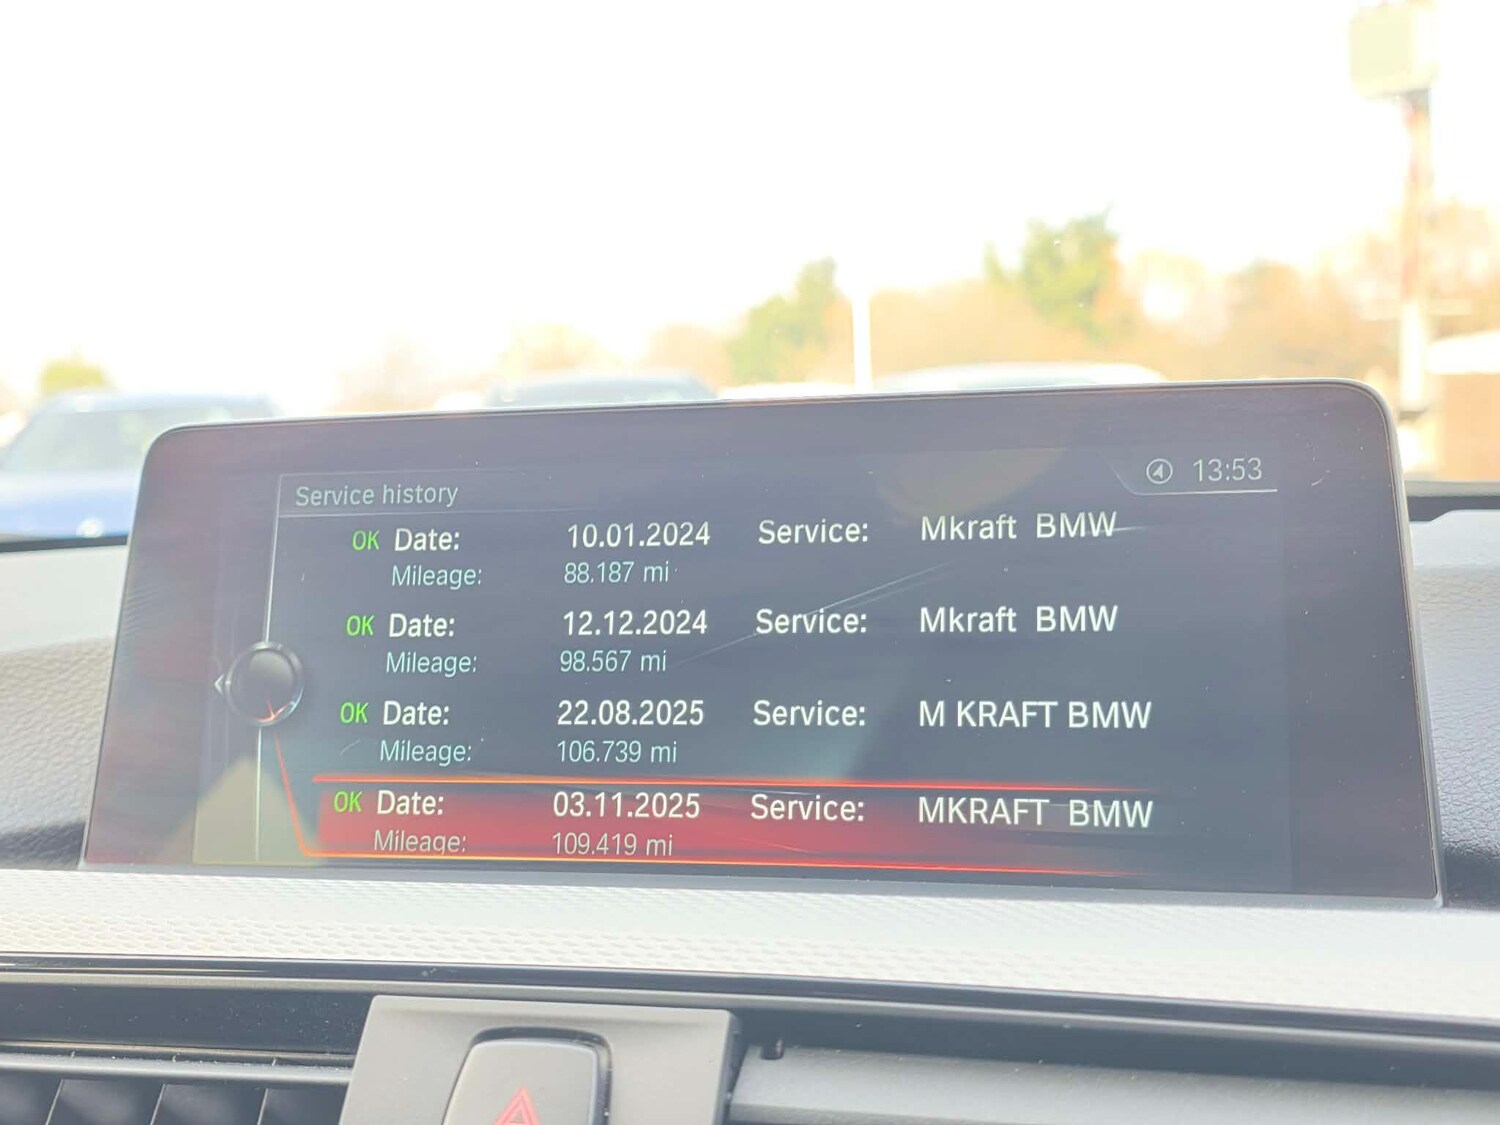 Service history
13:53
OK Date: 10.01.2024 Service: Mkraft BMW
Mileage: 88.187 mi
OK Date: 12.12.2024 Service: Mkraft BMW
Mileage: 98.567 mi
OK Date: 22.08.2025 Service: M KRAFT BMW
Mileage: 106.739 mi
OK Date: 03.11.2025 Service: MKRAFT BMW
Mileage: 109.419 mi